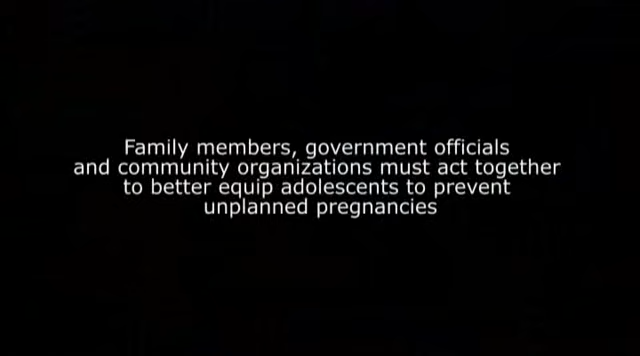 Family members, government officials
and community organizations must act together
to better equip adolescents to prevent
unplanned pregnancies